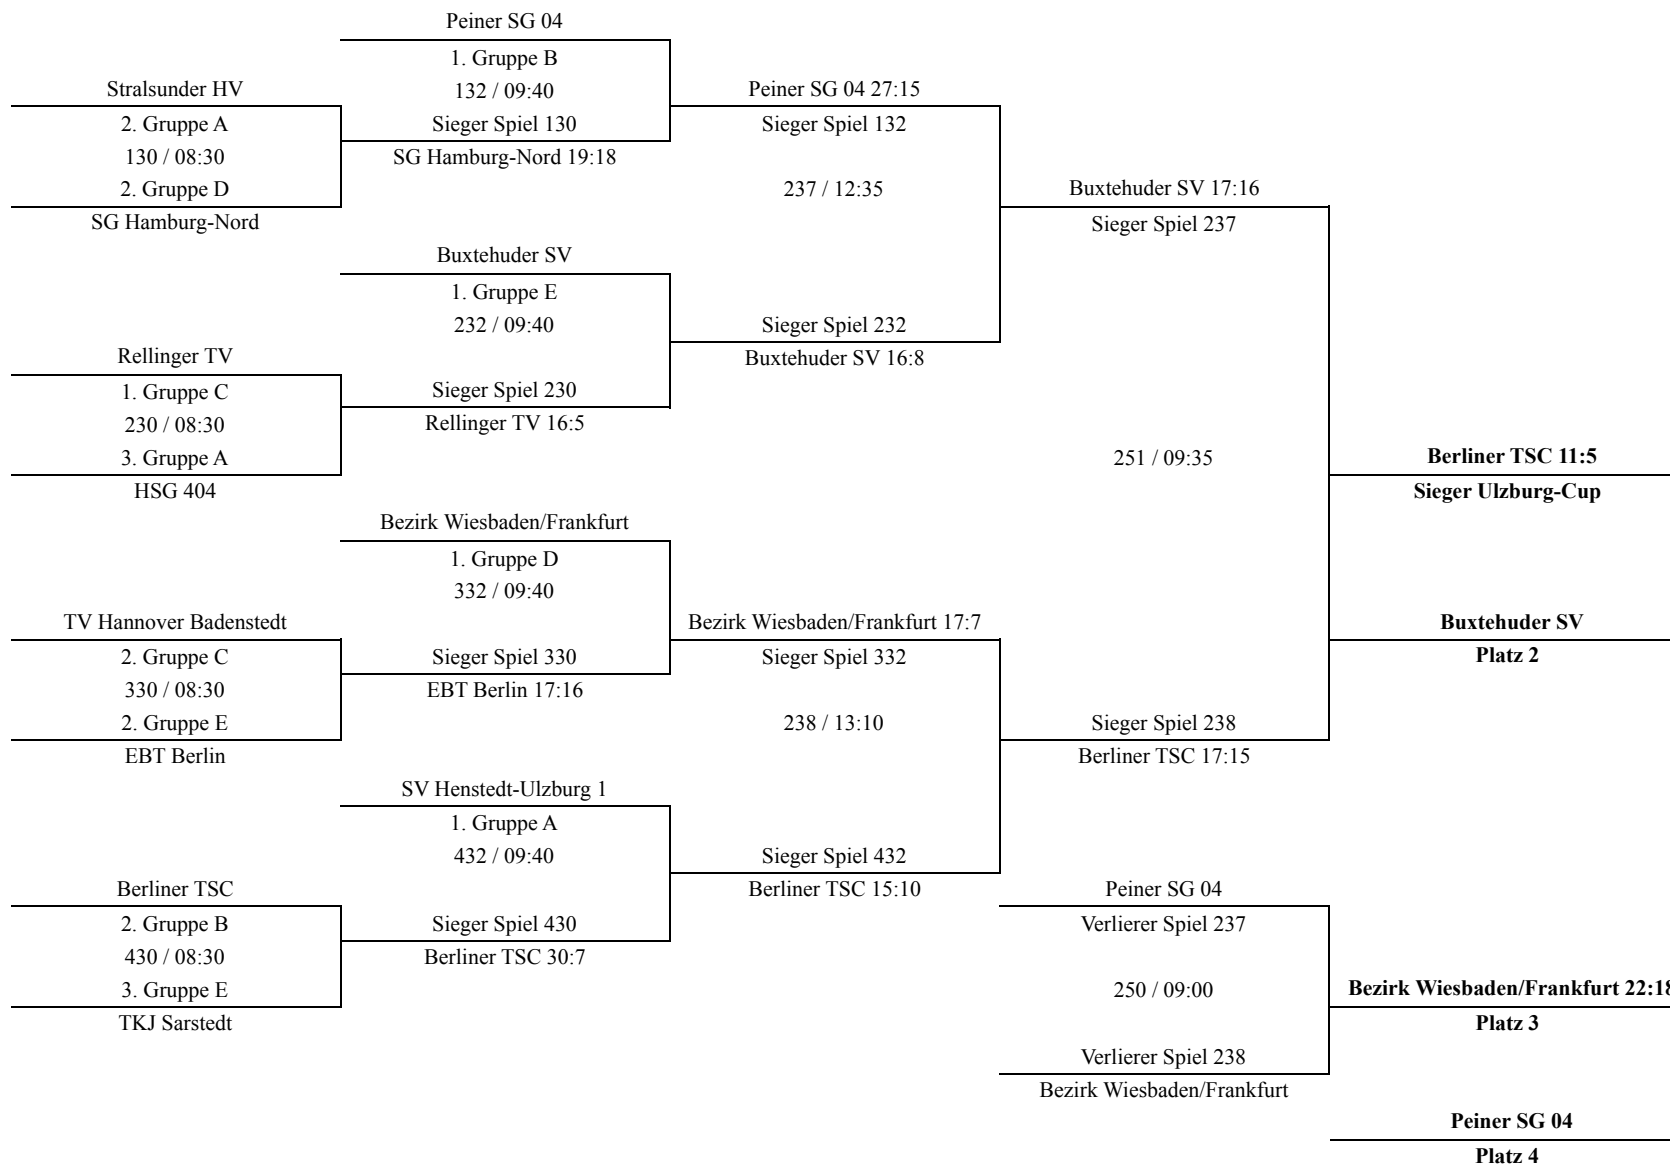 Peiner SG 04
1. Gruppe B
132 / 09:40
Sieger Spiel 130
SG Hamburg-Nord 19:18
Stralsunder HV
2. Gruppe A
130 / 08:30
2. Gruppe D
SG Hamburg-Nord
Peiner SG 04 27:15
Sieger Spiel 132
237 / 12:35
Sieger Spiel 232
Buxtehuder SV 16:8
Buxtehuder SV 17:16
Sieger Spiel 237
Buxtehuder SV
1. Gruppe E
232 / 09:40
Sieger Spiel 230
Rellinger TV 16:5
Rellinger TV
1. Gruppe C
230 / 08:30
3. Gruppe A
HSG 404
251 / 09:35
Berliner TSC 11:5
Sieger Ulzburg-Cup
Bezirk Wiesbaden/Frankfurt
1. Gruppe D
332 / 09:40
Sieger Spiel 330
EBT Berlin 17:16
TV Hannover Badenstedt
2. Gruppe C
330 / 08:30
2. Gruppe E
EBT Berlin
Bezirk Wiesbaden/Frankfurt 17:7
Sieger Spiel 332
238 / 13:10
Sieger Spiel 432
Berliner TSC 15:10
Buxtehuder SV
Platz 2
Sieger Spiel 238
Berliner TSC 17:15
SV Henstedt-Ulzburg 1
1. Gruppe A
432 / 09:40
Sieger Spiel 430
Berliner TSC 30:7
Berliner TSC
2. Gruppe B
430 / 08:30
3. Gruppe E
TKJ Sarstedt
Peiner SG 04
Verlierer Spiel 237
250 / 09:00
Verlierer Spiel 238
Bezirk Wiesbaden/Frankfurt
Bezirk Wiesbaden/Frankfurt 22:18
Platz 3
Peiner SG 04
Platz 4